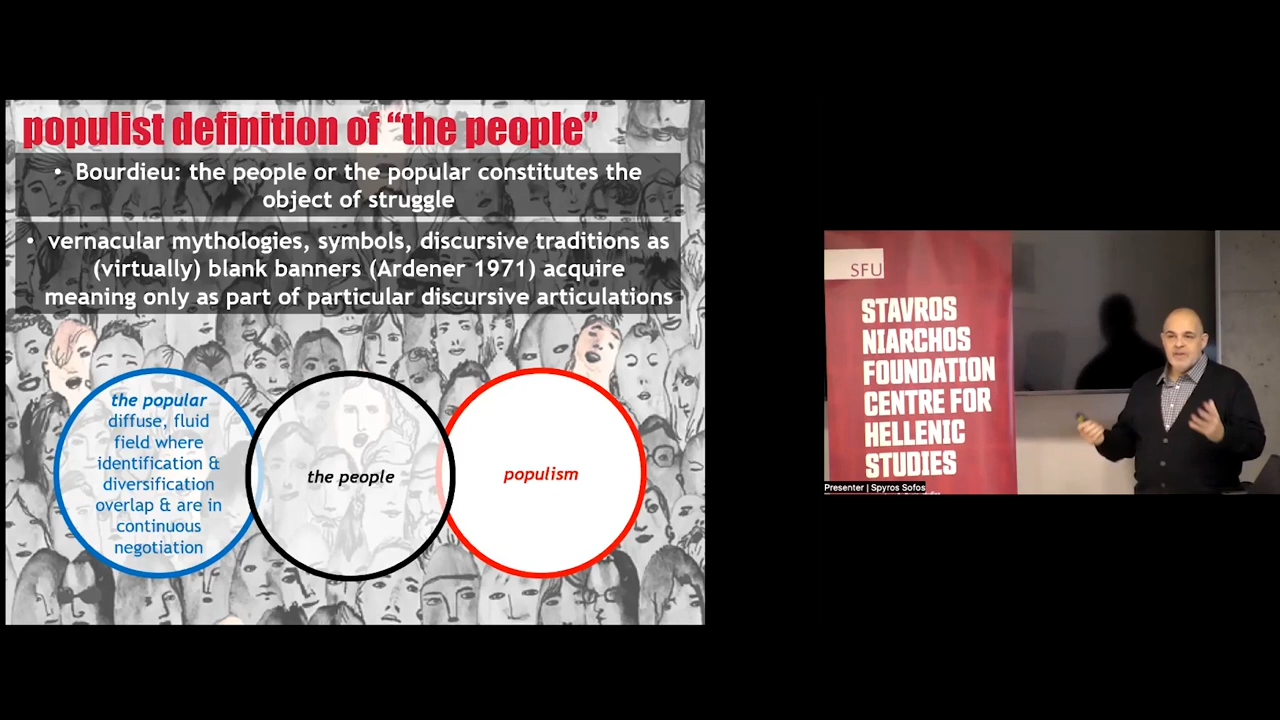 populist definition of “the people”
• Bourdieu: the people or the popular constitutes the
object of struggle
• vernacular mythologies, symbols, discursive traditions as
(virtually) blank banners (Ardener 1971) acquire
meaning only as part of particular discursive articulations
the popular
diffuse, fluid
field where
identification &
diversification
overlap & are in
continuous
negotiation
the people
populism
SFU
STAVROS
NIARCHOS
FOUNDATION
CENTRE FOR
HELLENIC
STUDIES
Presenter | Spyros Sofos